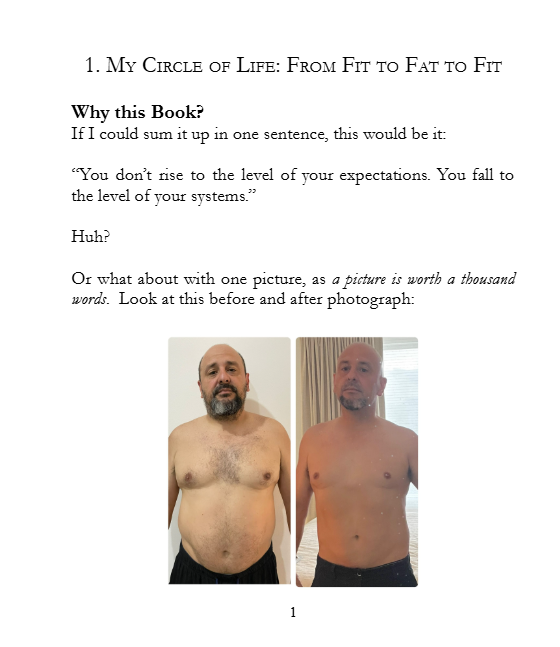 1. MY CIRCLE OF LIFE: FROM FIT TO FAT TO FIT
Why this Book?
If I could sum it up in one sentence, this would be it:
“You don’t rise to the level of your expectations. You fall to
the level of your systems.”
Huh?
Or what about with one picture, as a picture is worth a thousand
words. Look at this before and after photograph:
1